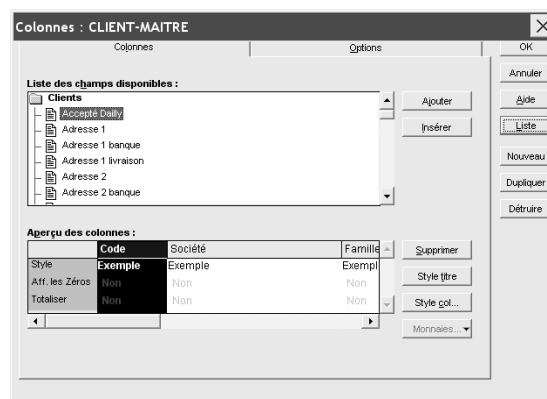 Colonnes : CLIENT-MAITRE
Colonnes
Options
OK
Annuler
Aide
Liste
Nouveau
Dupliquer
Détruire
Liste des champs disponibles :
Clients
Accepté Dailly
Adresse 1
Adresse 1 banque
Adresse 1 livraison
Adresse 2
Adresse 2 banque
Ajouter
Insérer
Aperçu des colonnes :
Code Société Famille
Style Exemple Exemple Exempl
Aff. les Zéros Non Non Non
Totaliser Non Non Non
Supprimer
Style titre
Style col...
Monnaies...